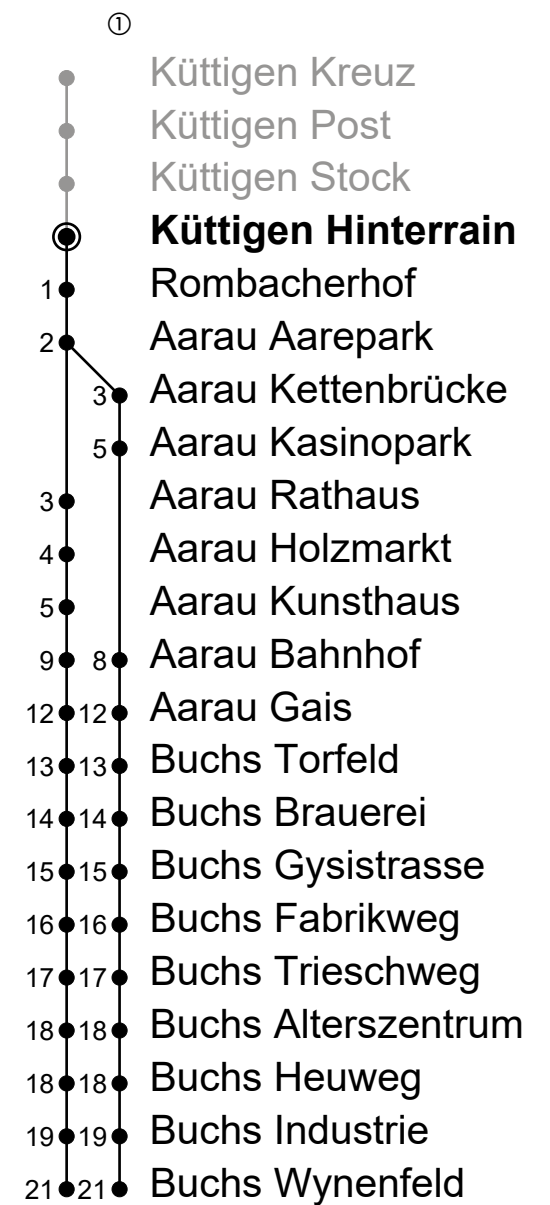 ①
Küttigen Kreuz
Küttigen Post
Küttigen Stock
Küttigen Hinterrain
1 Rombacherhof
2 Aarau Aarepark
3 Aarau Kettenbrücke
5 Aarau Kasinopark
3 Aarau Rathaus
4 Aarau Holzmarkt
5 Aarau Kunsthaus
9 8 Aarau Bahnhof
12 12 Aarau Gais
13 13 Buchs Torfeld
14 14 Buchs Brauerei
15 15 Buchs Gysistrasse
16 16 Buchs Fabrikweg
17 17 Buchs Trieschweg
18 18 Buchs Alterszentrum
18 18 Buchs Heuweg
19 19 Buchs Industrie
21 21 Buchs Wynenfeld